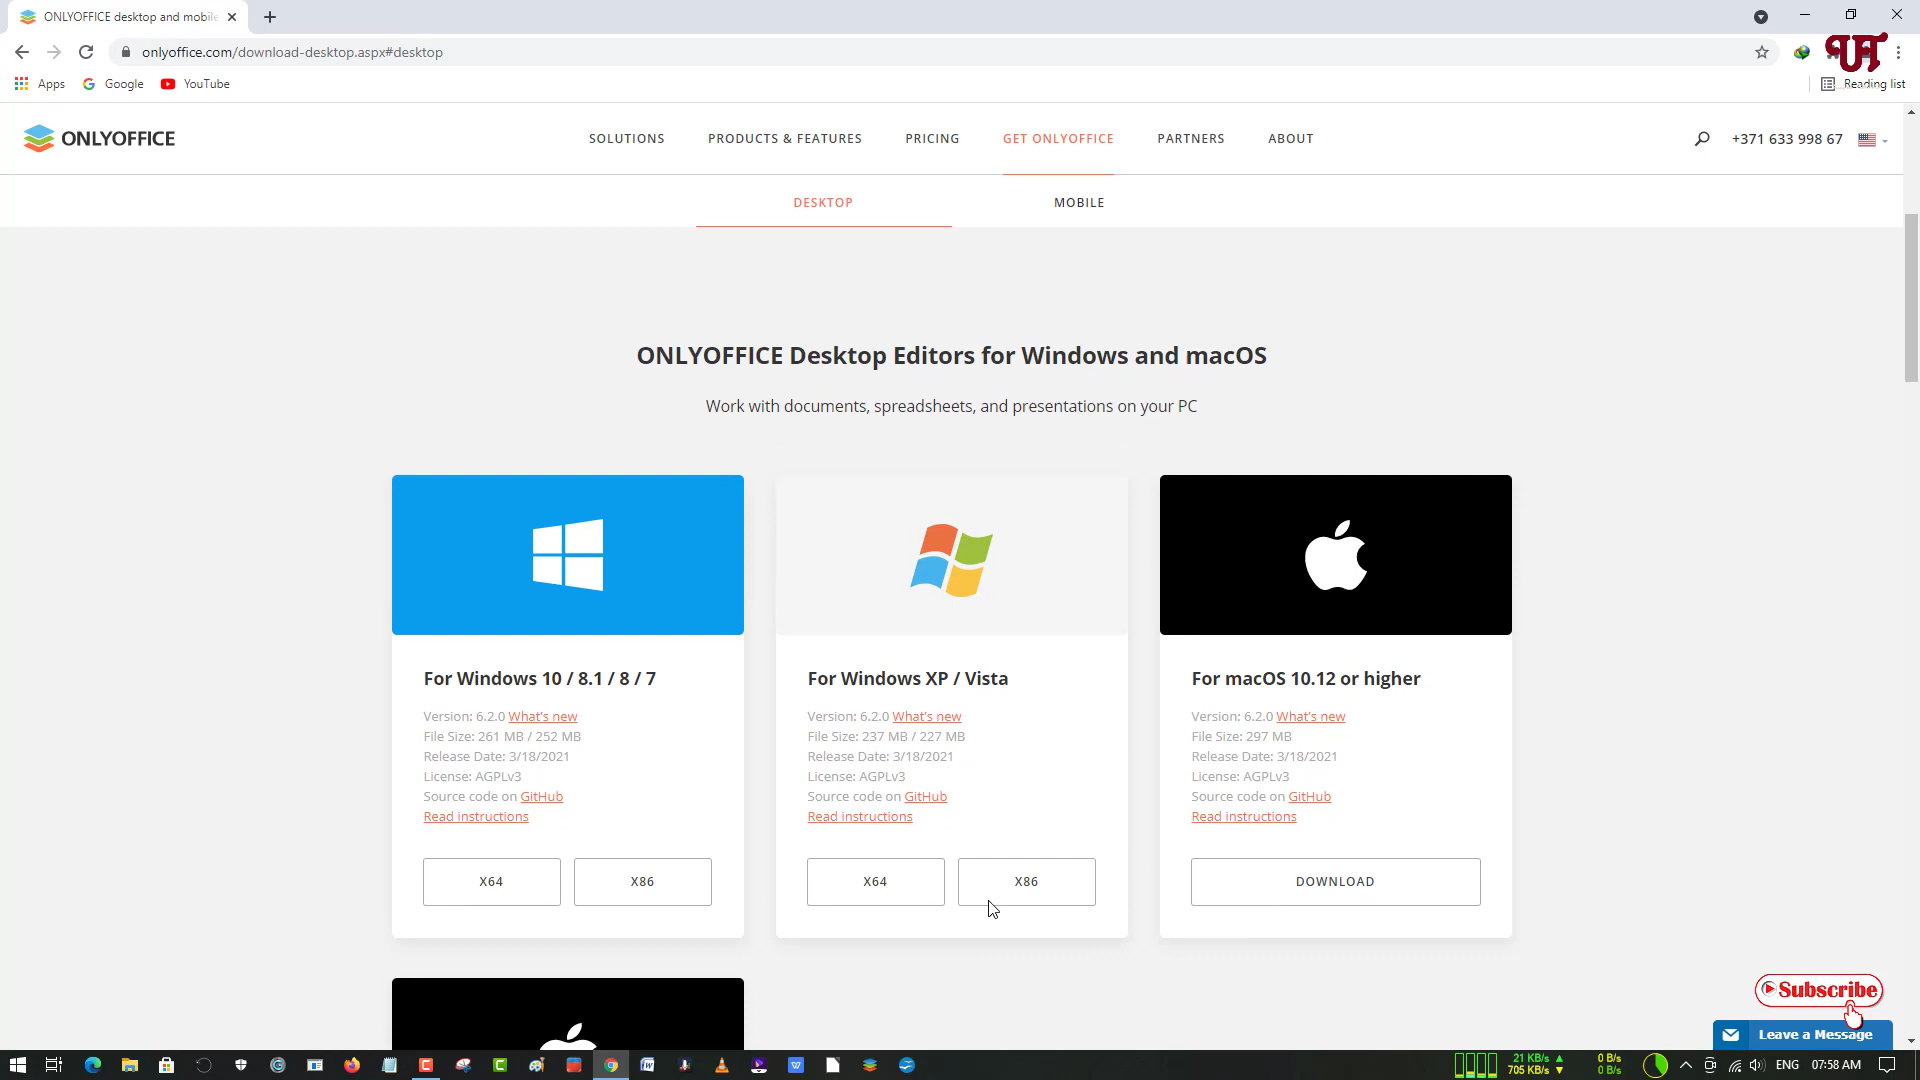 ONLYOFFICE desktop and mobile
onlyoffice.com/download-desktop.aspx#desktop
UT
Apps
Google
YouTube
Reading list
ONLYOFFICE
SOLUTIONS
PRODUCTS & FEATURES
PRICING
GET ONLYOFFICE
PARTNERS
ABOUT
+371 633 998 67
DESKTOP
MOBILE
ONLYOFFICE Desktop Editors for Windows and macOS
Work with documents, spreadsheets, and presentations on your PC
For Windows 10 / 8.1 / 8 / 7
Version: 6.2.0 What's new
File Size: 261 MB / 252 MB
Release Date: 3/18/2021
License: AGPLv3
Source code on GitHub
Read instructions
X64
X86
For Windows XP / Vista
Version: 6.2.0 What's new
File Size: 237 MB / 227 MB
Release Date: 3/18/2021
License: AGPLv3
Source code on GitHub
Read instructions
X64
X86
For macOS 10.12 or higher
Version: 6.2.0 What's new
File Size: 297 MB
Release Date: 3/18/2021
License: AGPLv3
Source code on GitHub
Read instructions
DOWNLOAD
Subscribe
Leave a Message
21 KB/s
705 KB/s
0 B/s
0 B/s
ENG
07:58 AM